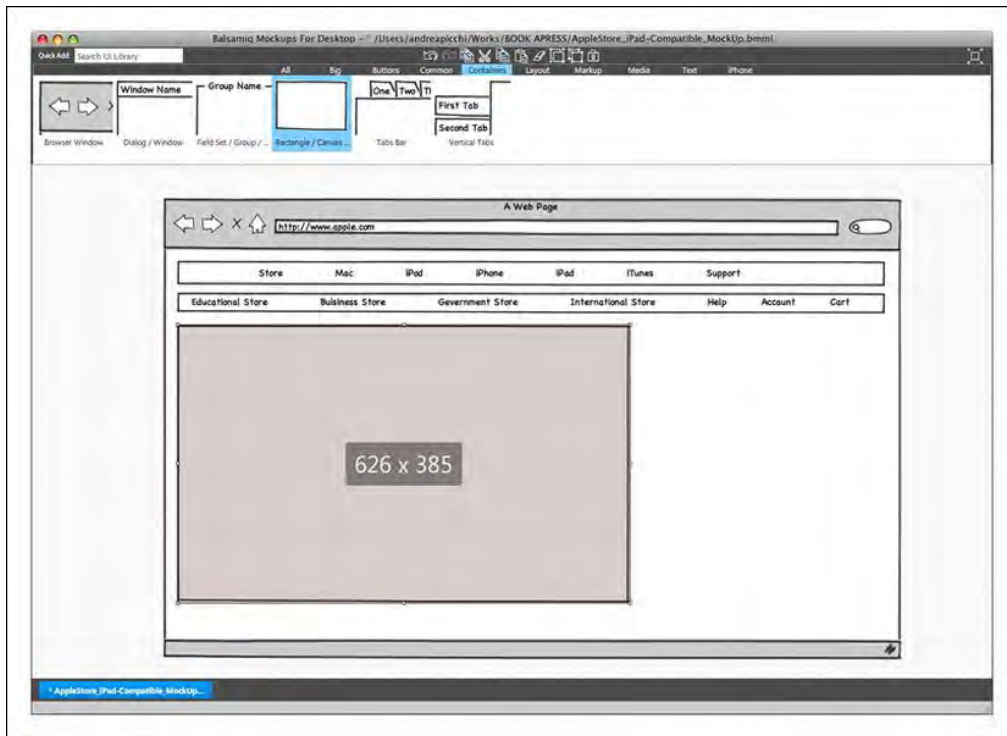 Balsamiq Mockups For Desktop - * /Users/andreapicchi/Works/BOOK APRESS/AppleStore_iPad-Compatible_MockUp.bmml
Quick Add Search UI Library
All Big Buttons Common Containers Layout Markup Media Text iPhone
Window Name
Group Name
One Two
First Tab
Second Tab
Browser Window Dialog / Window Field Set / Group / ... Rectangle / Canvas ... Tabs Bar Vertical Tabs
A Web Page
http://www.apple.com
Store Mac iPod iPhone iPad iTunes Support
Educational Store Buisiness Store Government Store International Store Help Account Cart
626 x 385
* AppleStore_iPad-Compatible_MockUp...